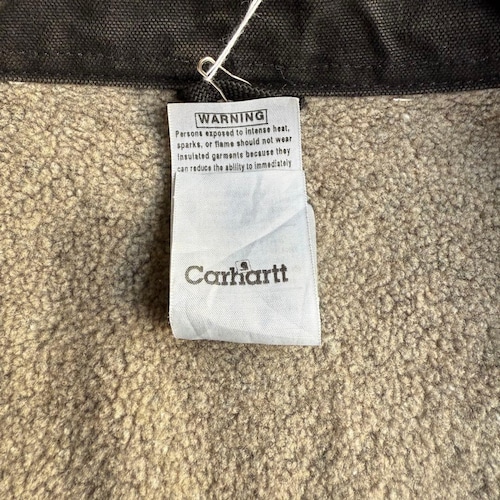 WARNING
Persons exposed to intense heat,
sparks, or flame should not wear
insulated garments because they
can reduce the ability to immediately
Carhartt